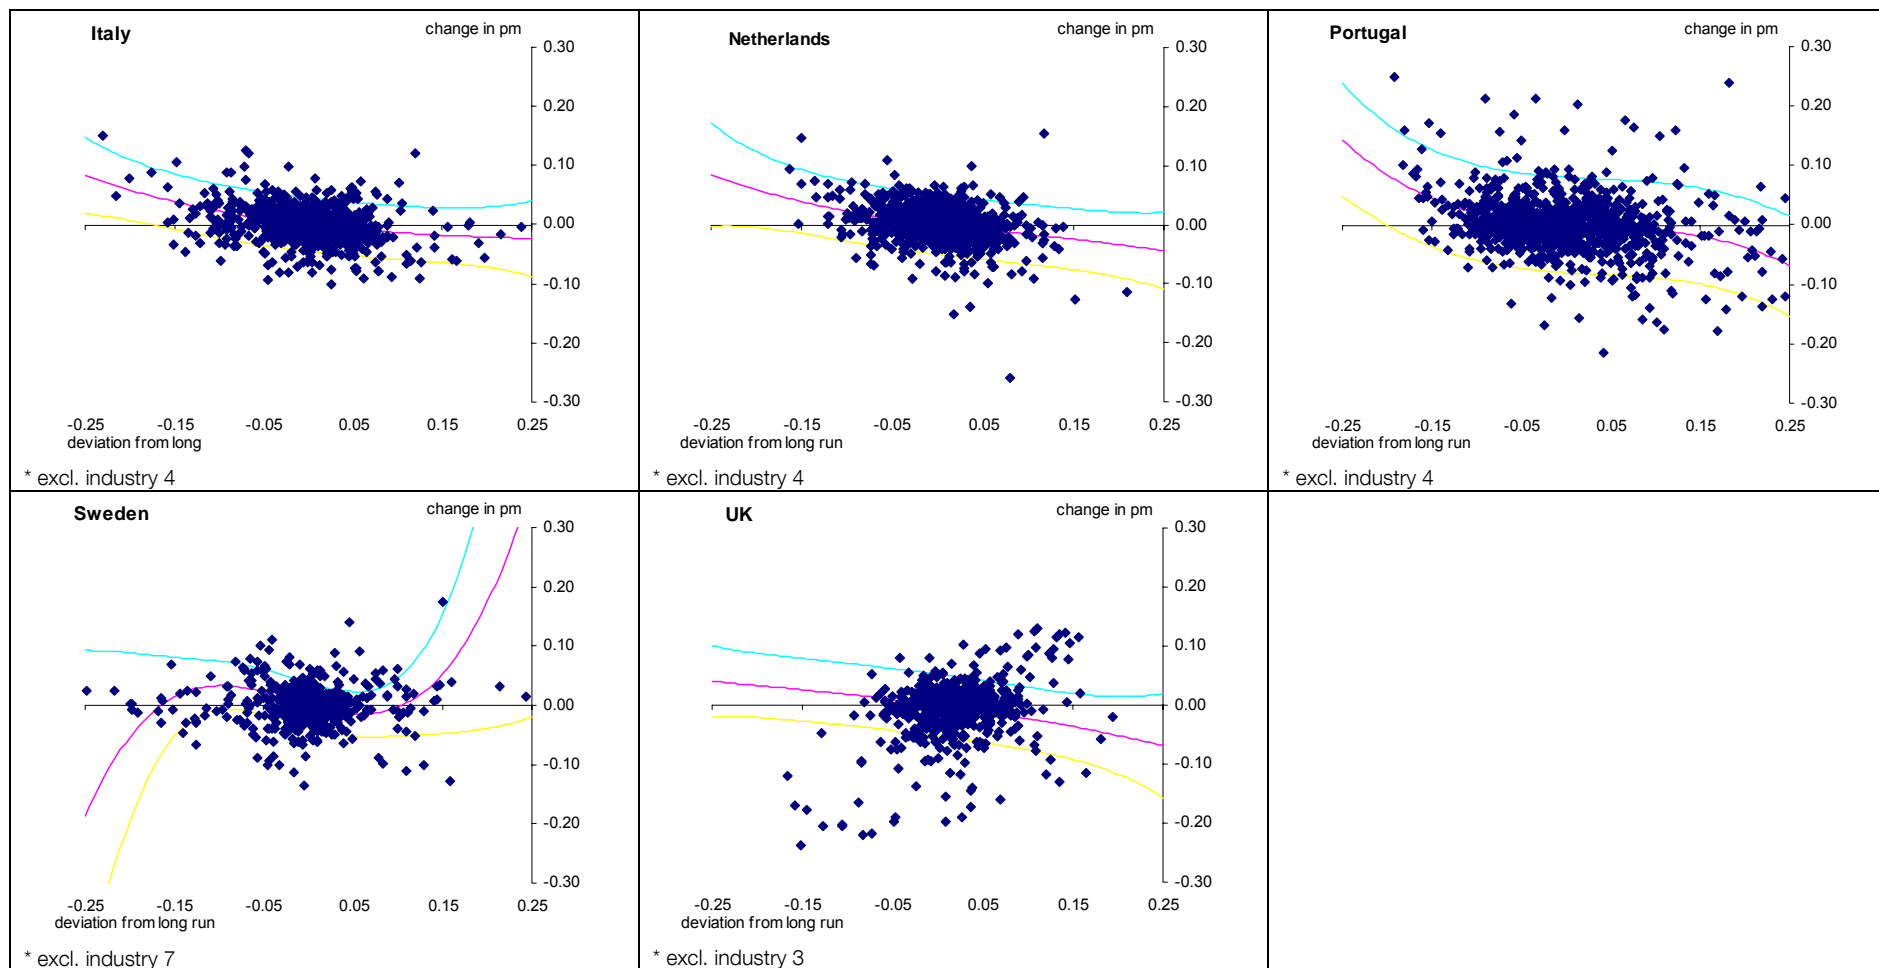 Italy
change in pm
0.30
0.20
0.10
0.00
-0.10
-0.20
-0.30
-0.25 -0.15 -0.05 0.05 0.15 0.25
deviation from long
* excl. industry 4
Netherlands
change in pm
0.30
0.20
0.10
0.00
-0.10
-0.20
-0.30
-0.25 -0.15 -0.05 0.05 0.15 0.25
deviation from long run
* excl. industry 4
Portugal
change in pm
0.30
0.20
0.10
0.00
-0.10
-0.20
-0.30
-0.25 -0.15 -0.05 0.05 0.15 0.25
deviation from long run
* excl. industry 4
Sweden
change in pm
0.30
0.20
0.10
0.00
-0.10
-0.20
-0.30
-0.25 -0.15 -0.05 0.05 0.15 0.25
deviation from long run
* excl. industry 7
UK
change in pm
0.30
0.20
0.10
0.00
-0.10
-0.20
-0.30
-0.25 -0.15 -0.05 0.05 0.15 0.25
deviation from long run
* excl. industry 3